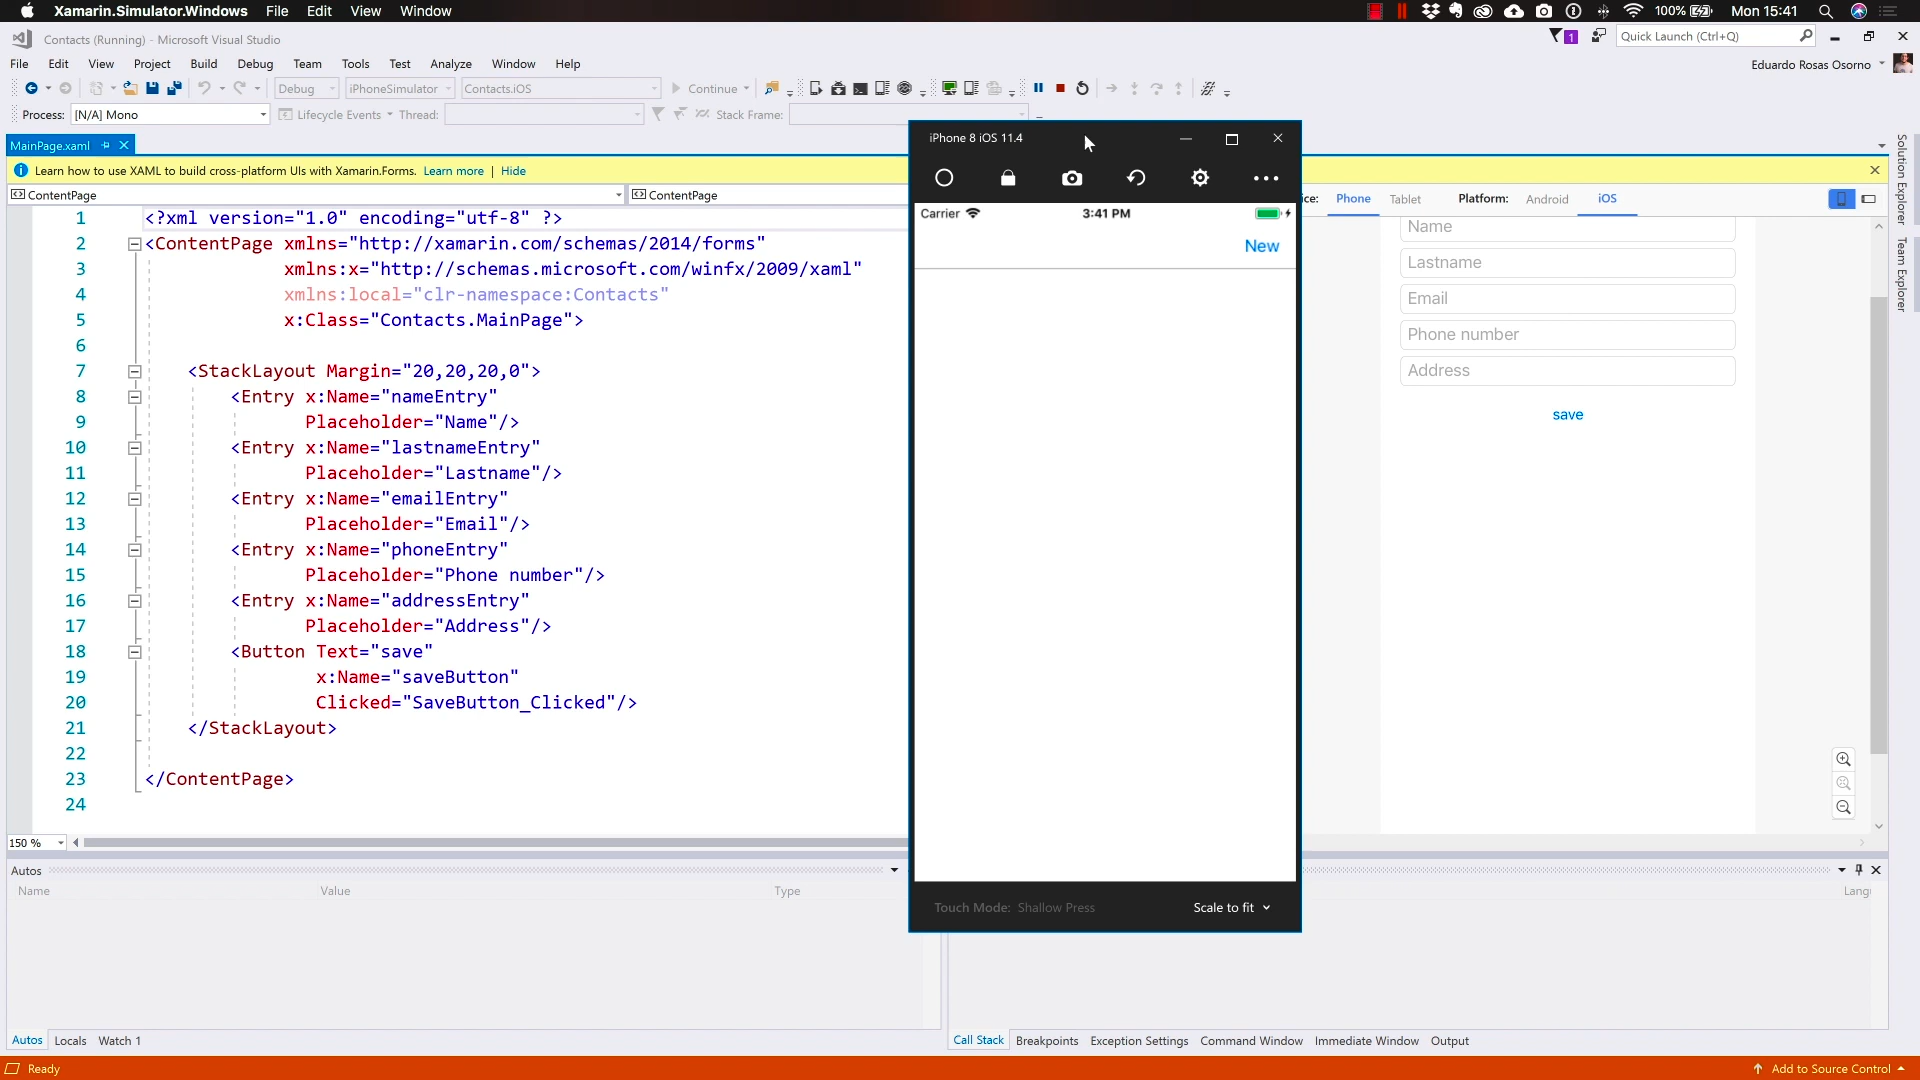 Xamarin.Simulator.Windows File Edit View Window 100% Mon 15:41
Contacts (Running) - Microsoft Visual Studio 1 Quick Launch (Ctrl+Q)
File Edit View Project Build Debug Team Tools Test Analyze Window Help Eduardo Rosas Osorno
Debug iPhoneSimulator Contacts.iOS Continue
Process: [N/A] Mono Lifecycle Events Thread: Stack Frame:
MainPage.xaml
Learn how to use XAML to build cross-platform UIs with Xamarin.Forms. Learn more | Hide
ContentPage ContentPage
1 <?xml version="1.0" encoding="utf-8" ?>
2 <ContentPage xmlns="http://xamarin.com/schemas/2014/forms"
3 xmlns:x="http://schemas.microsoft.com/winfx/2009/xaml"
4 xmlns:local="clr-namespace:Contacts"
5 x:Class="Contacts.MainPage">
6
7 <StackLayout Margin="20,20,20,0">
8 <Entry x:Name="nameEntry"
9 Placeholder="Name"/>
10 <Entry x:Name="lastnameEntry"
11 Placeholder="Lastname"/>
12 <Entry x:Name="emailEntry"
13 Placeholder="Email"/>
14 <Entry x:Name="phoneEntry"
15 Placeholder="Phone number"/>
16 <Entry x:Name="addressEntry"
17 Placeholder="Address"/>
18 <Button Text="save"
19 x:Name="saveButton"
20 Clicked="SaveButton_Clicked"/>
21 </StackLayout>
22
23 </ContentPage>
24
150 %
iPhone 8 iOS 11.4
Carrier 3:41 PM
New
Touch Mode: Shallow Press Scale to fit
ice: Phone Tablet Platform: Android iOS
Name
Lastname
Email
Phone number
Address
save
Solution Explorer
Team Explorer
Autos
Name Value Type Langu
Autos Locals Watch 1
Call Stack Breakpoints Exception Settings Command Window Immediate Window Output
Ready Add to Source Control